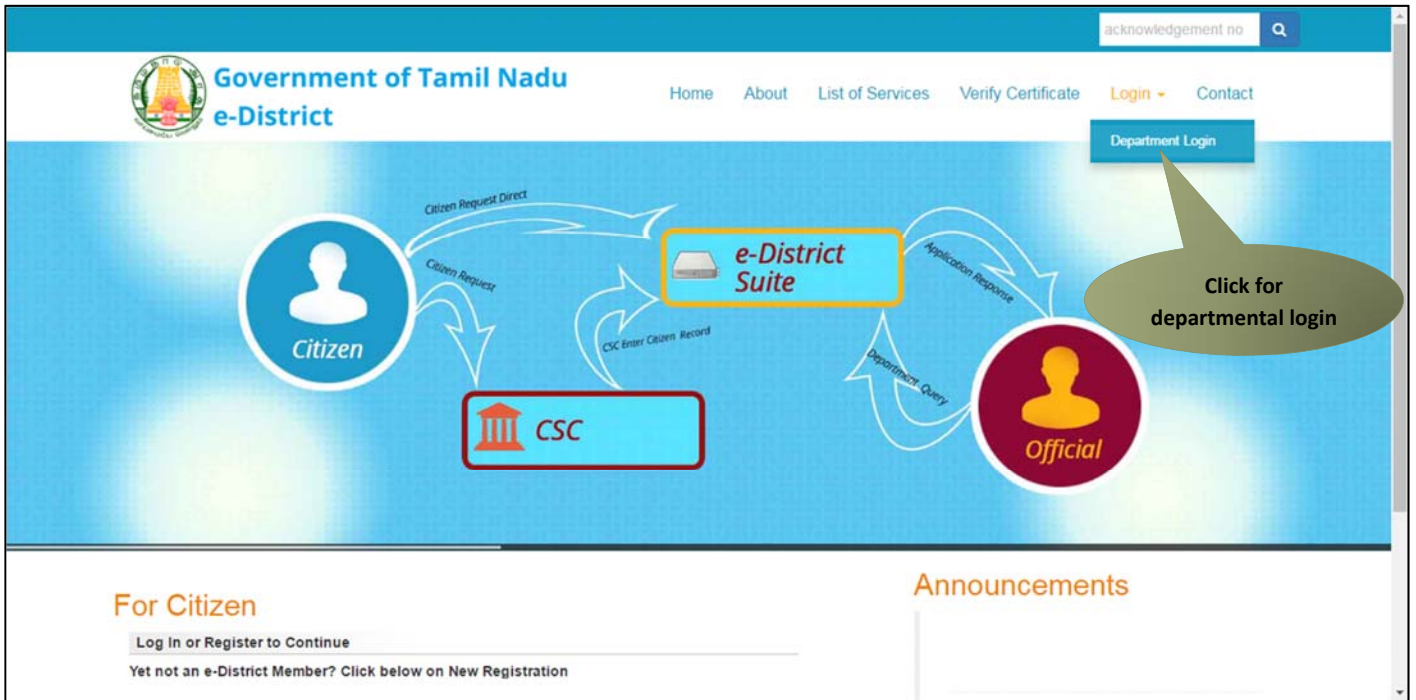 acknowledgement no
Government of Tamil Nadu
e-District
Home About List of Services Verify Certificate Login Contact
Department Login
Citizen Request Direct
Citizen Request
Citizen
e-District
Suite
CSC Enter Citizen Record
CSC
Application Response
Department Query
Official
Click for
departmental login
For Citizen
Log In or Register to Continue
Yet not an e-District Member? Click below on New Registration
Announcements